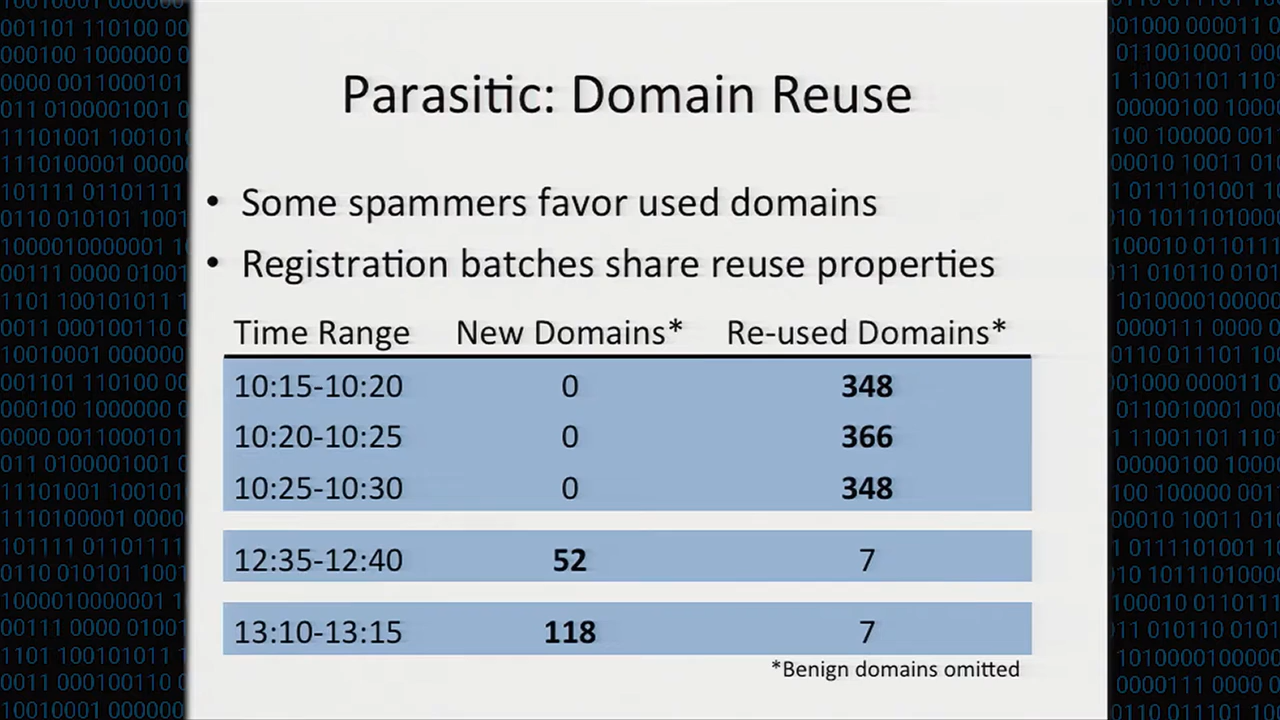 Parasitic: Domain Reuse
• Some spammers favor used domains
• Registration batches share reuse properties
Time Range New Domains* Re-used Domains*
10:15-10:20 0 348
10:20-10:25 0 366
10:25-10:30 0 348
12:35-12:40 52 7
13:10-13:15 118 7
*Benign domains omitted